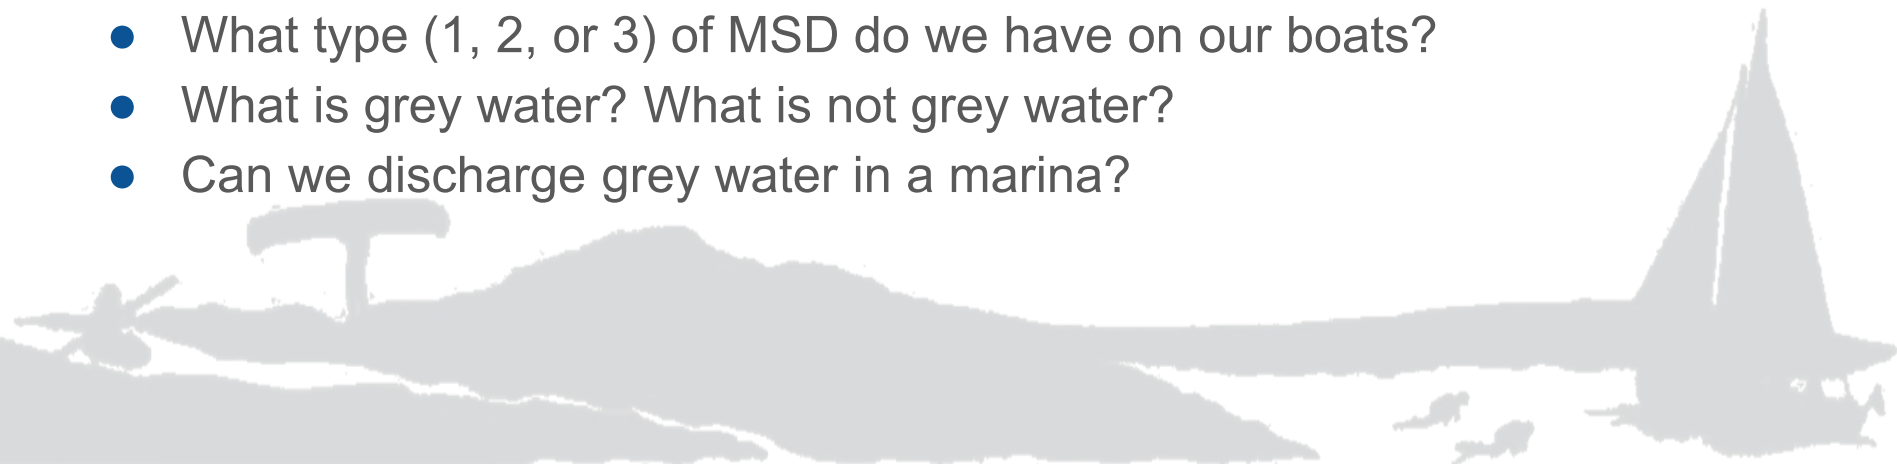 ● What type (1, 2, or 3) of MSD do we have on our boats?
● What is grey water? What is not grey water?
● Can we discharge grey water in a marina?